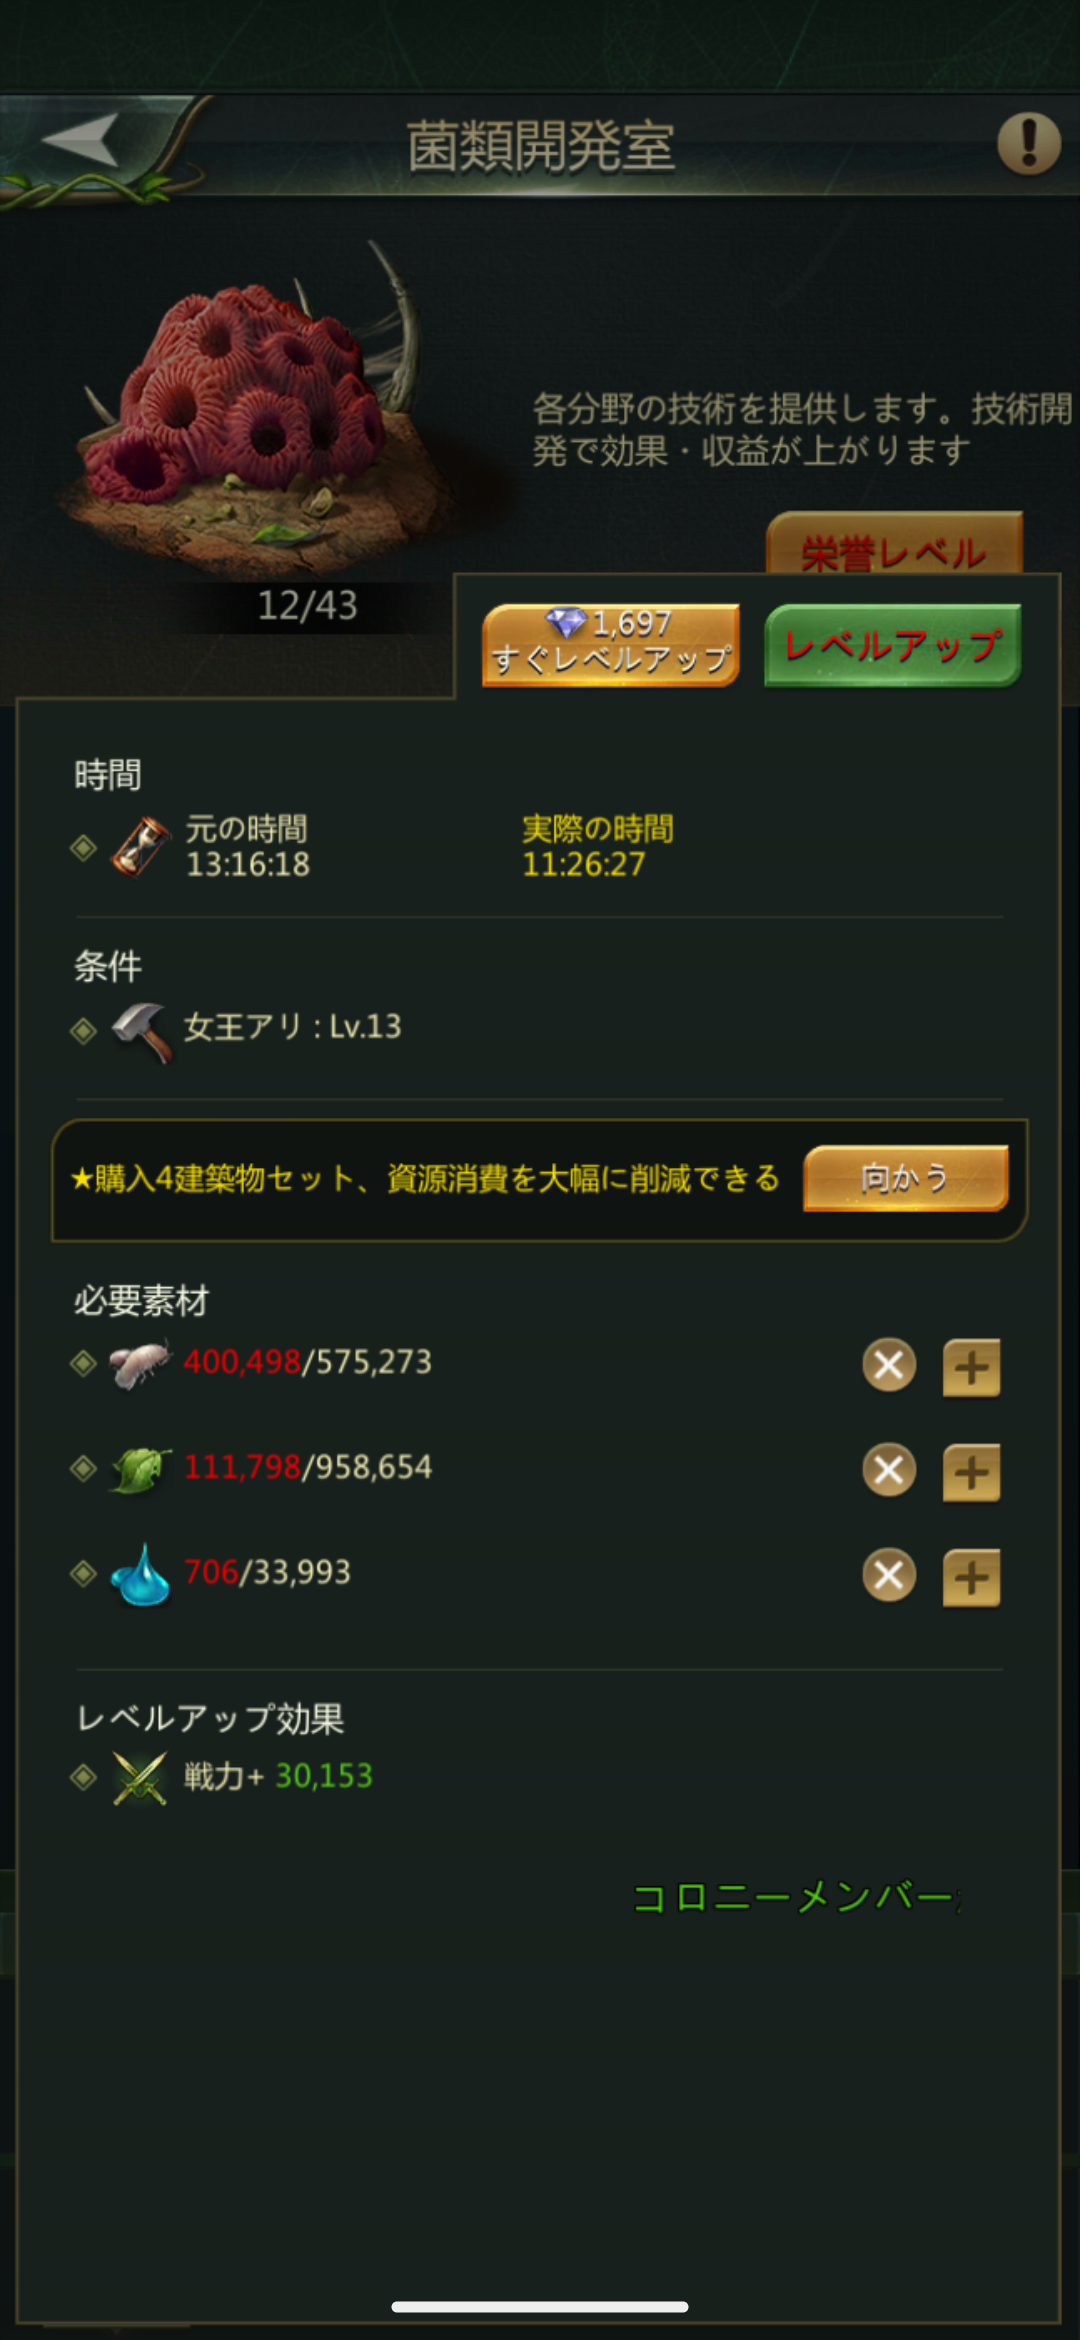 菌類開発室
各分野の技術を提供します。技術開
発で効果・収益が上がります
栄誉レベル
12/43
1,697
すぐレベルアップ
レベルアップ
時間
元の時間
13:16:18
実際の時間
11:26:27
条件
女王アリ : Lv.13
★購入4建築物セット、資源消費を大幅に削減できる
向かう
必要素材
400,498/575,273
111,798/958,654
706/33,993
レベルアップ効果
戦力+ 30,153
コロニーメンバー